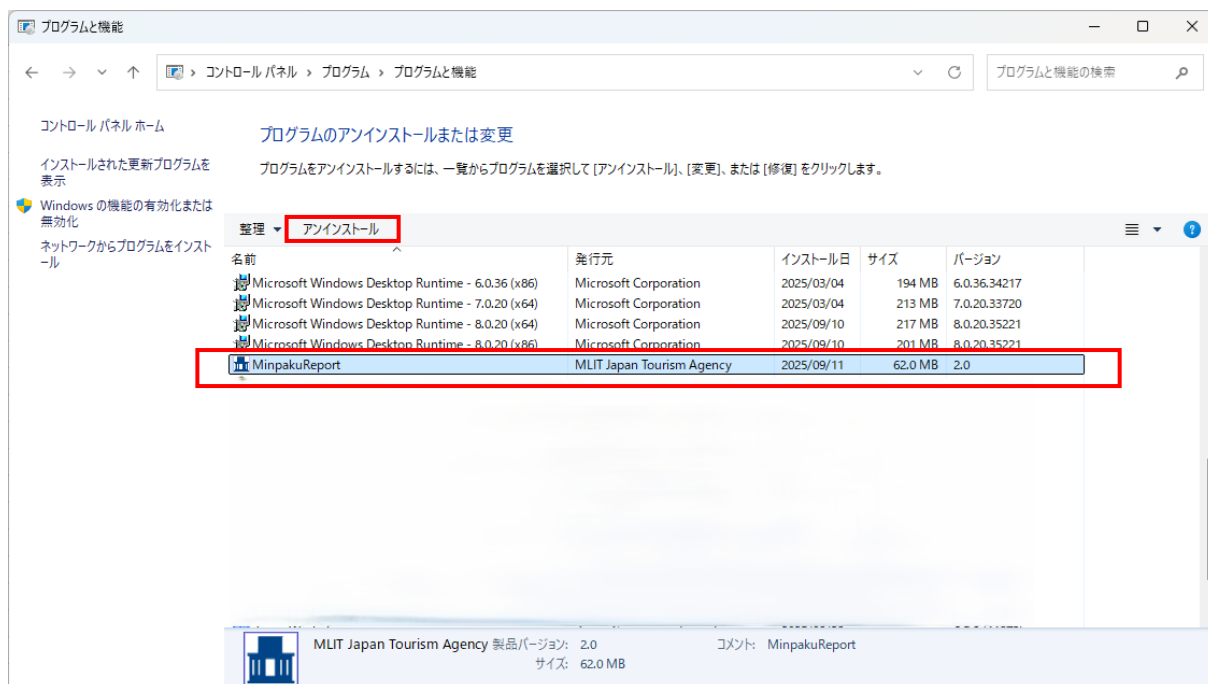 プログラムと機能
コントロール パネル › プログラム › プログラムと機能
プログラムと機能の検索
コントロール パネル ホーム
インストールされた更新プログラムを
表示
Windows の機能の有効化または
無効化
ネットワークからプログラムをインスト
ール
プログラムのアンインストールまたは変更
プログラムをアンインストールするには、一覧からプログラムを選択して [アンインストール]、[変更]、または [修復] をクリックします。
整理 アンインストール
名前 発行元 インストール日 サイズ バージョン
Microsoft Windows Desktop Runtime - 6.0.36 (x86) Microsoft Corporation 2025/03/04 194 MB 6.0.36.34217
Microsoft Windows Desktop Runtime - 7.0.20 (x64) Microsoft Corporation 2025/03/04 213 MB 7.0.20.33720
Microsoft Windows Desktop Runtime - 8.0.20 (x64) Microsoft Corporation 2025/09/10 217 MB 8.0.20.35221
Microsoft Windows Desktop Runtime - 8.0.20 (x86) Microsoft Corporation 2025/09/10 201 MB 8.0.20.35221
MinpakuReport MLIT Japan Tourism Agency 2025/09/11 62.0 MB 2.0
MLIT Japan Tourism Agency 製品バージョン: 2.0 コメント: MinpakuReport
サイズ: 62.0 MB